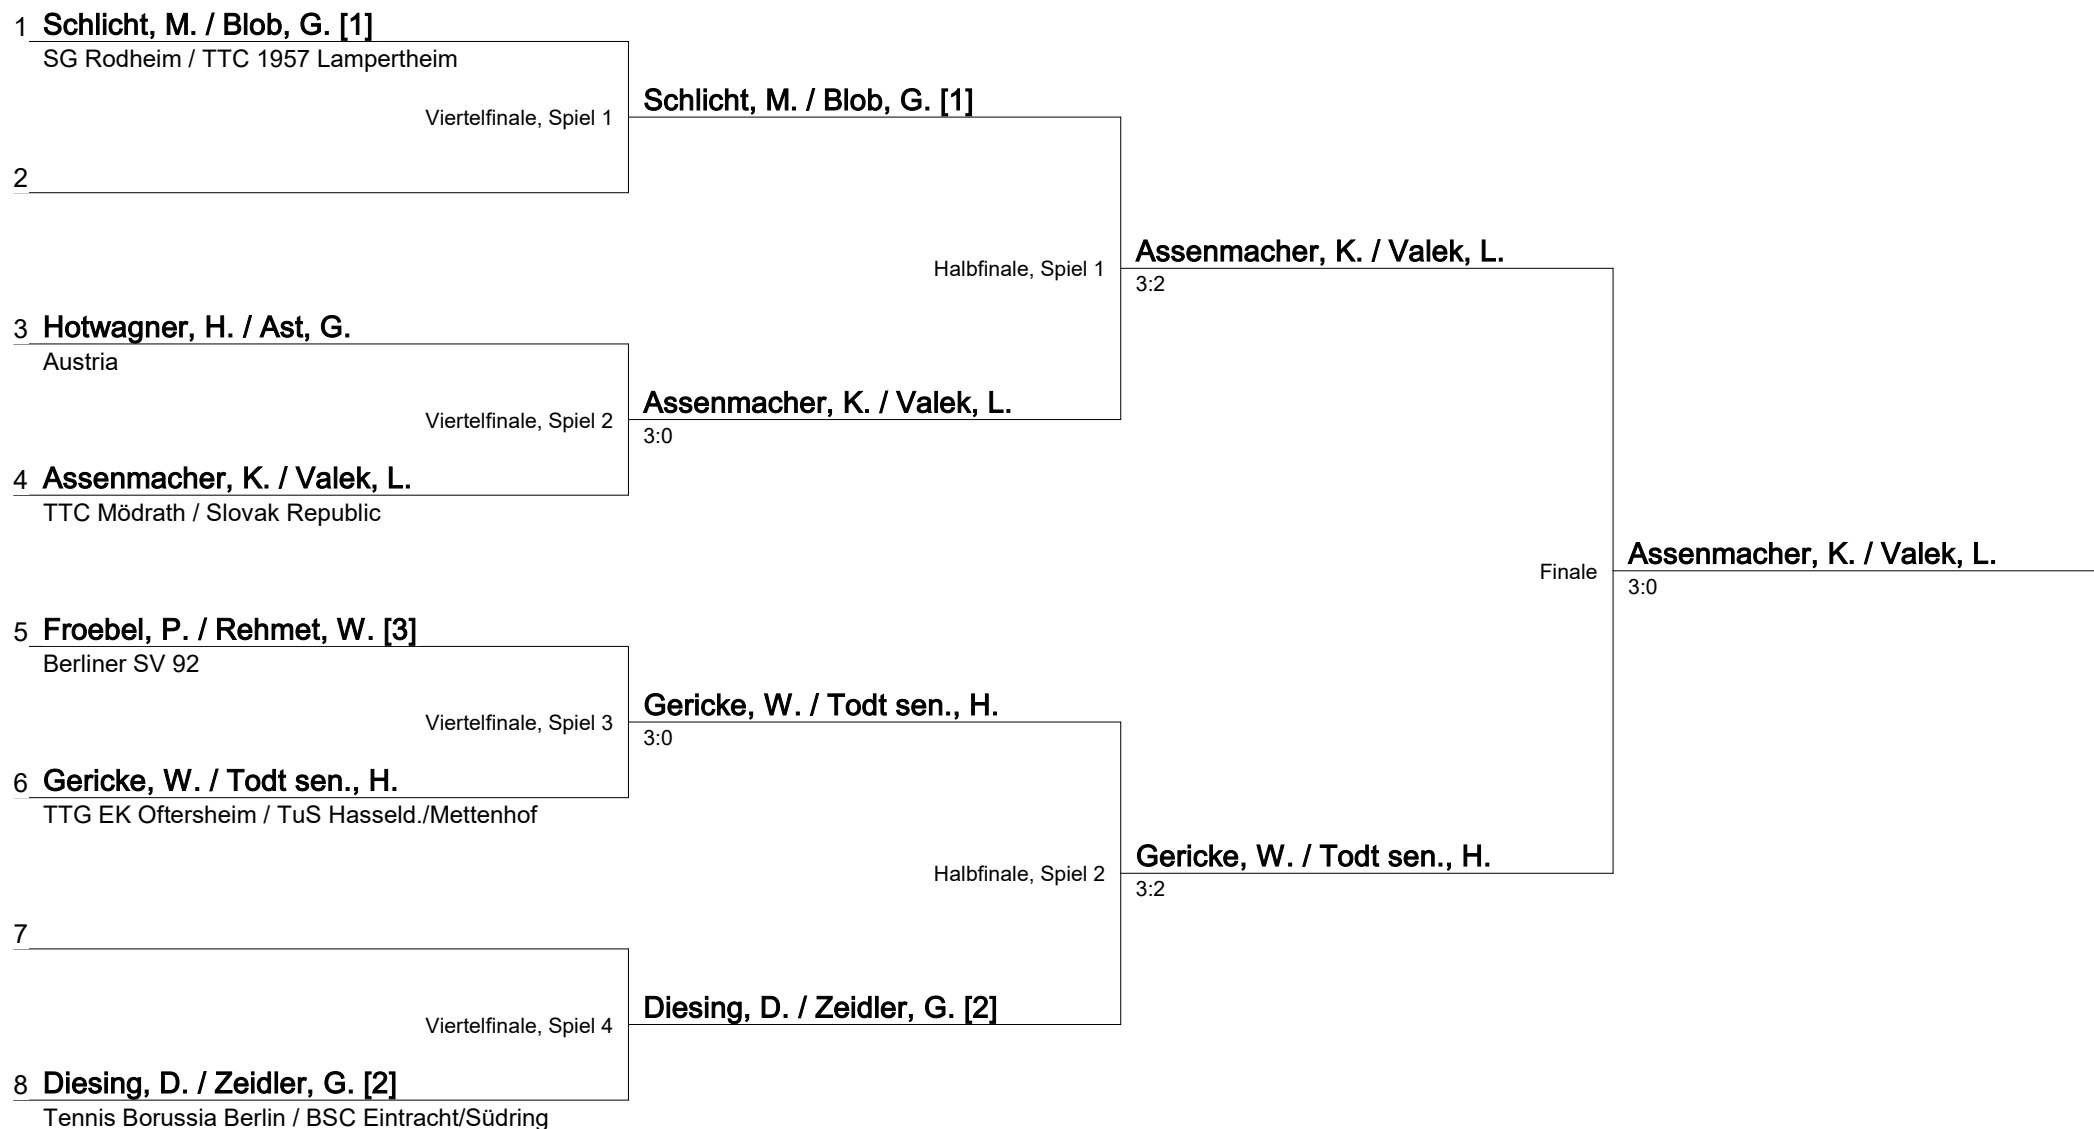 1 Schlicht, M. / Blob, G. [1]
SG Rodheim / TTC 1957 Lampertheim
Schlicht, M. / Blob, G. [1]
Viertelfinale, Spiel 1
2
Assenmacher, K. / Valek, L.
Halbfinale, Spiel 1
3:2
3 Hotwagner, H. / Ast, G.
Austria
Assenmacher, K. / Valek, L.
Viertelfinale, Spiel 2
3:0
4 Assenmacher, K. / Valek, L.
TTC Mödrath / Slovak Republic
Assenmacher, K. / Valek, L.
Finale
3:0
5 Froebel, P. / Rehmet, W. [3]
Berliner SV 92
Gericke, W. / Todt sen., H.
Viertelfinale, Spiel 3
3:0
6 Gericke, W. / Todt sen., H.
TTG EK Oftersheim / TuS Hasseld./Mettenhof
Gericke, W. / Todt sen., H.
Halbfinale, Spiel 2
3:2
7
Diesing, D. / Zeidler, G. [2]
Viertelfinale, Spiel 4
8 Diesing, D. / Zeidler, G. [2]
Tennis Borussia Berlin / BSC Eintracht/Südring